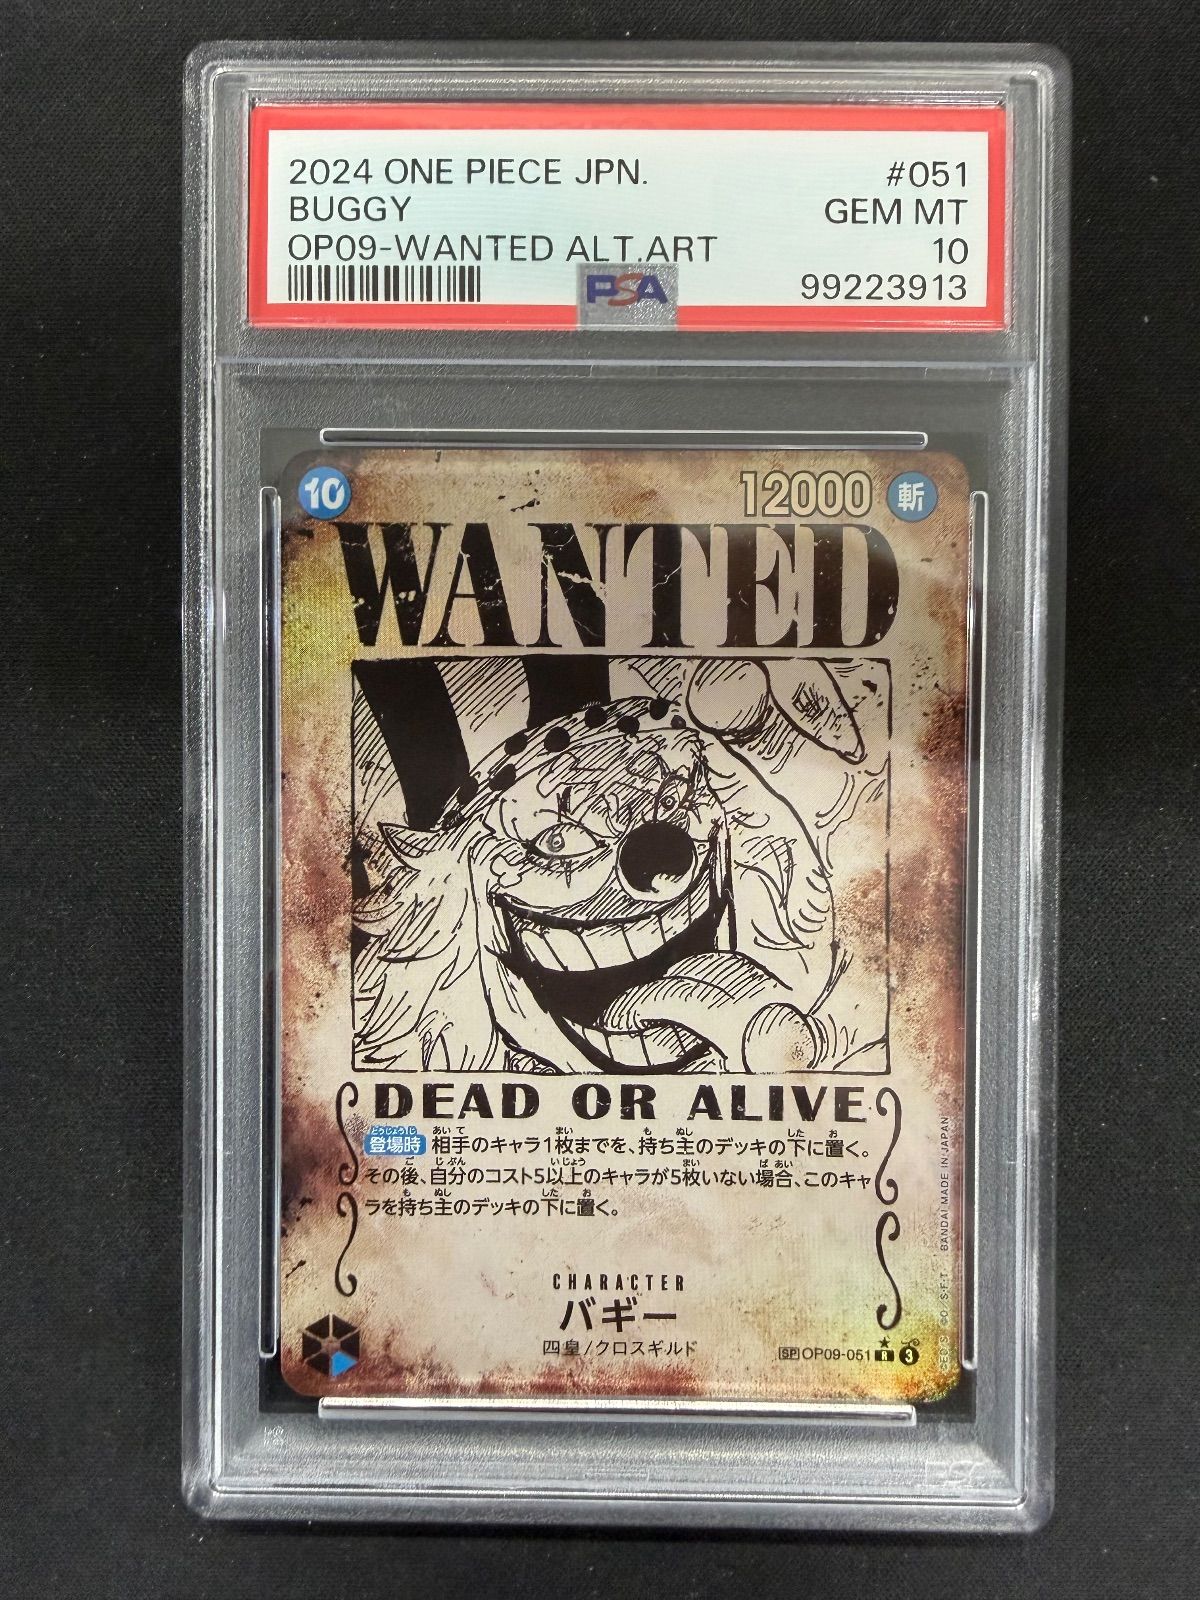 2024 ONE PIECE JPN. #051
BUGGY GEM MT
OP09-WANTED ALT.ART 10
PSA 99223913
10 12000 斬
WANTED
DEAD OR ALIVE
登場時 相手のキャラ1枚までを、持ち主のデッキの下に置く。
その後、自分のコスト5以上のキャラが5枚いない場合、このキャ
ラを持ち主のデッキの下に置く。
CHARACTER
バギー
四皇/クロスギルド
SP OP09-051 R 3
BANDAI MADE IN JAPAN